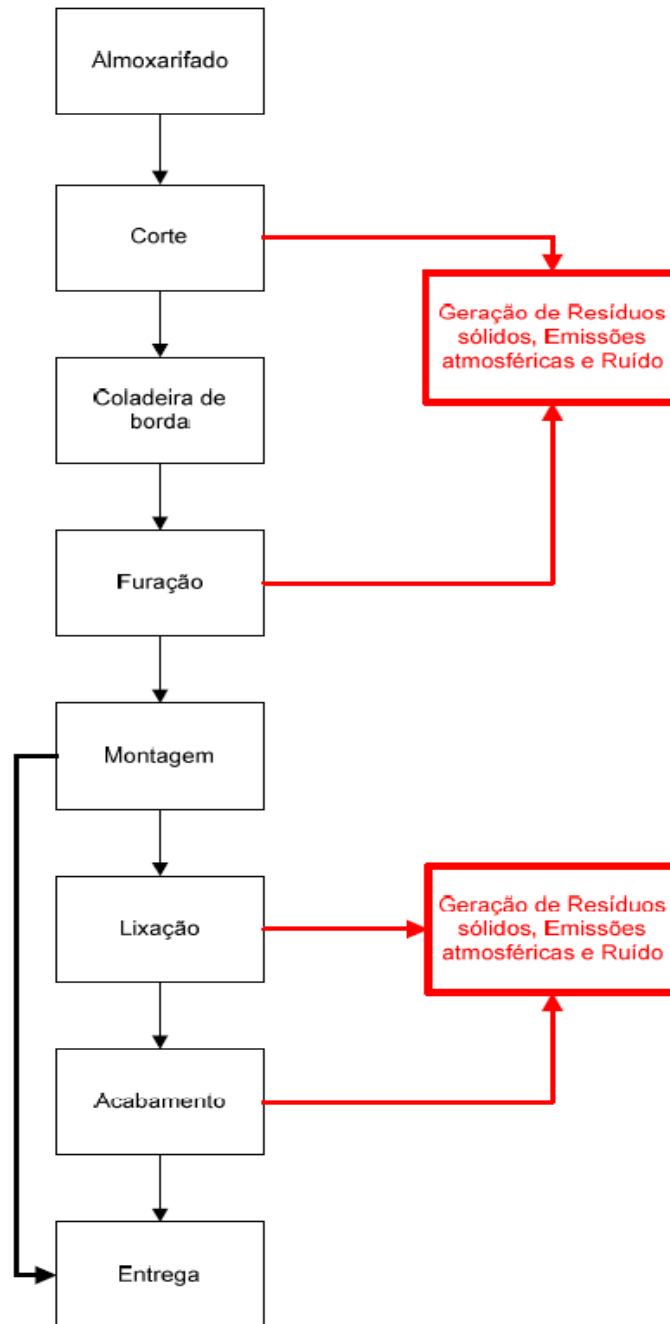 Almoxarifado
Corte
Geração de Resíduos
sólidos, Emissões
atmosféricas e Ruído
Coladeira de
borda
Furação
Montagem
Lixação
Geração de Resíduos
sólidos, Emissões
atmosféricas e Ruído
Acabamento
Entrega